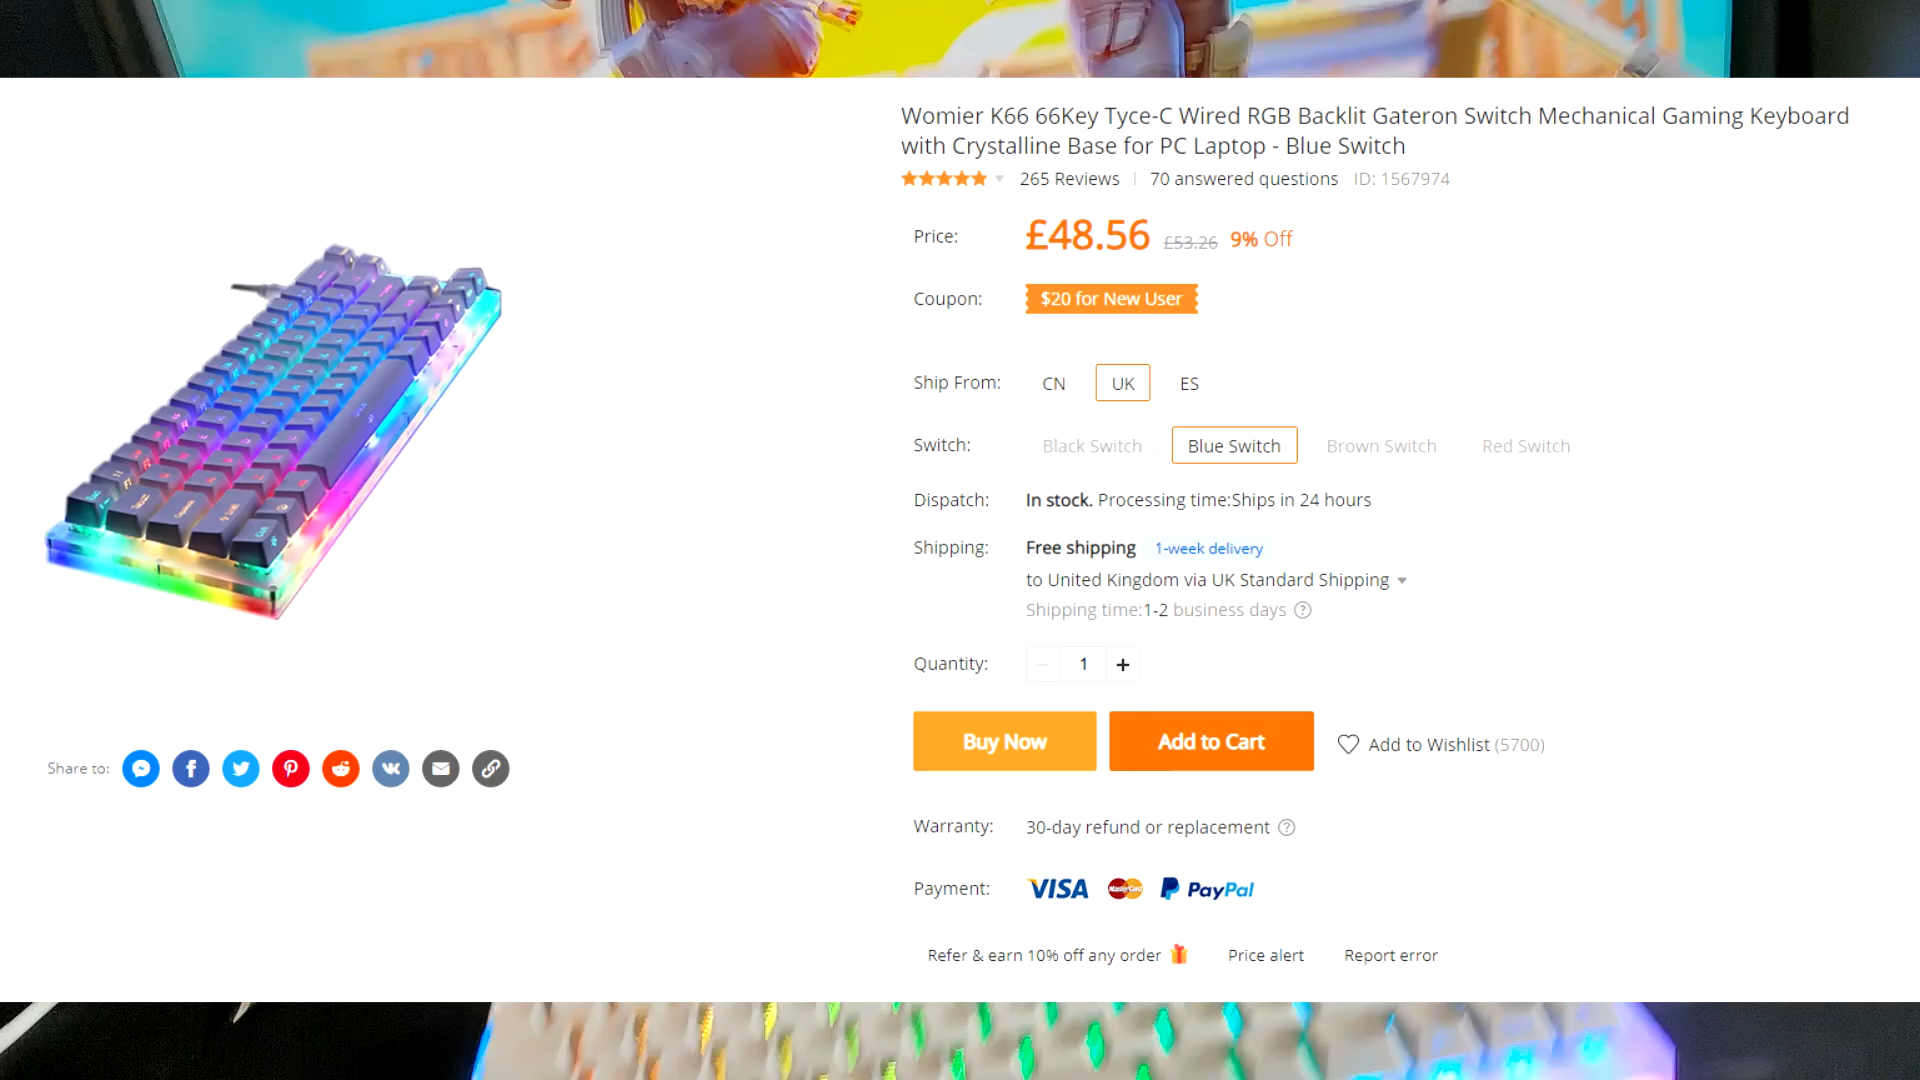 Womier K66 66Key Tyce-C Wired RGB Backlit Gateron Switch Mechanical Gaming Keyboard
with Crystalline Base for PC Laptop - Blue Switch
265 Reviews 70 answered questions ID: 1567974
Price: £48.56 £53.26 9% Off
Coupon: $20 for New User
Ship From: CN UK ES
Switch: Black Switch Blue Switch Brown Switch Red Switch
Dispatch: In stock. Processing time:Ships in 24 hours
Shipping: Free shipping 1-week delivery
to United Kingdom via UK Standard Shipping
Shipping time:1-2 business days ?
Quantity: − 1 +
Buy Now Add to Cart Add to Wishlist (5700)
Share to:
Warranty: 30-day refund or replacement ?
Payment: VISA MasterCard PayPal
Refer & earn 10% off any order Price alert Report error